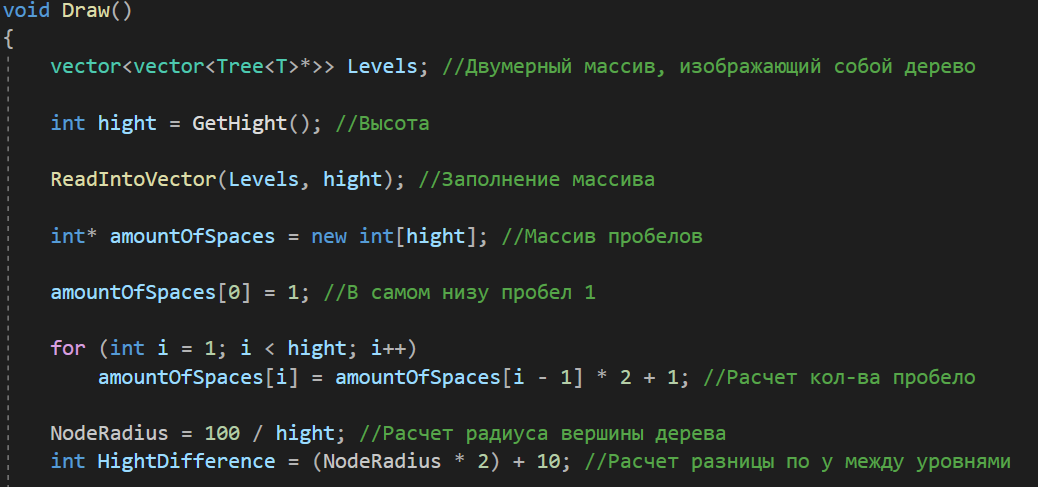 void Draw()
{
vector<vector<Tree<T>*>> Levels; //Двумерный массив, изображающий собой дерево
int hight = GetHight(); //Высота
ReadIntoVector(Levels, hight); //Заполнение массива
int* amountOfSpaces = new int[hight]; //Массив пробелов
amountOfSpaces[0] = 1; //В самом низу пробел 1
for (int i = 1; i < hight; i++)
amountOfSpaces[i] = amountOfSpaces[i - 1] * 2 + 1; //Расчет кол-ва пробело
NodeRadius = 100 / hight; //Расчет радиуса вершины дерева
int HightDifference = (NodeRadius * 2) + 10; //Расчет разницы по y между уровнями